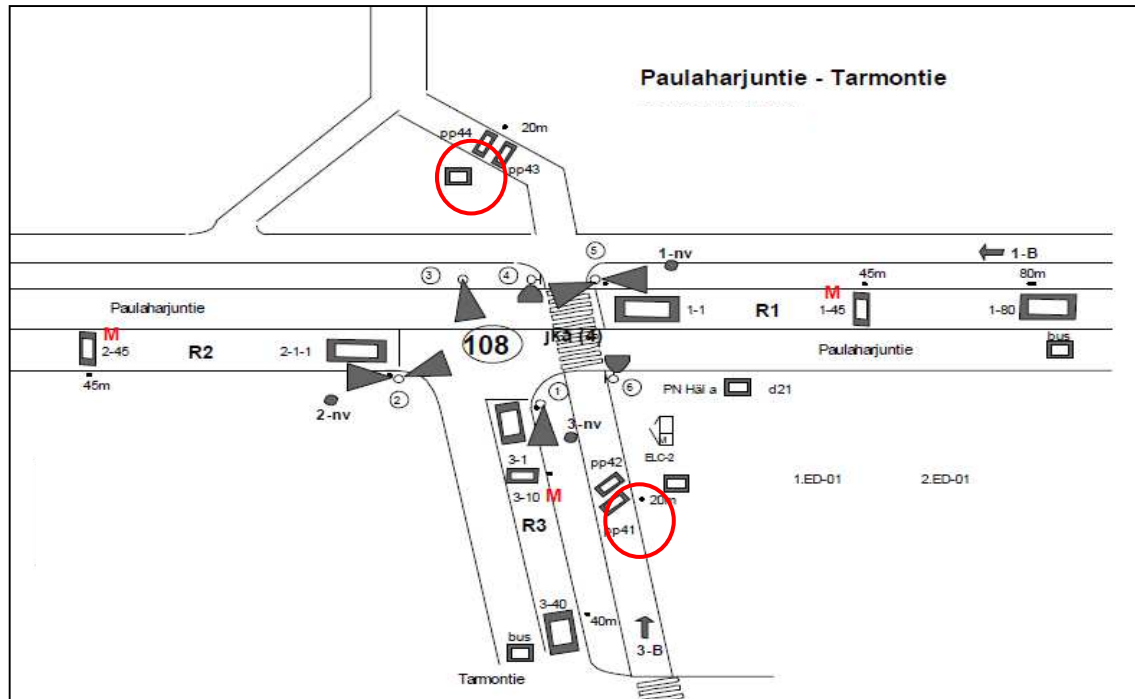 Paulaharjuntie - Tarmontie
20m
pp44
pp43
5
1-nv
1-B
3
4
45m
80m
M
Paulaharjuntie
1-1
R1
1-45
1-80
M
108
jkä (4)
bus
2-45
R2
2-1-1
Paulaharjuntie
45m
2
1
6
PN Häl a
d21
2-nv
3-nv
ELC-2
M
3-1
pp42
1.ED-01
2.ED-01
3-10
M
20m
R3
pp41
3-40
40m
bus
3-B
Tarmontie